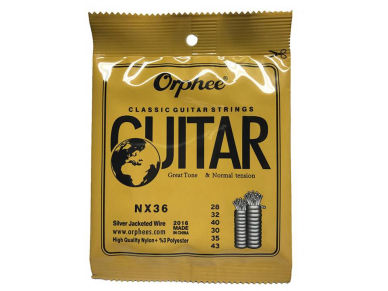 Orphee®
CLASSIC GUITAR STRINGS
GUITAR
Great Tone & Normal tension
NX36
Silver Jacketed Wire
www.orphees.com
High Quality Nylon+ %3 Polyester
2016
MADE
IN CHINA
28
32
40
30
35
43